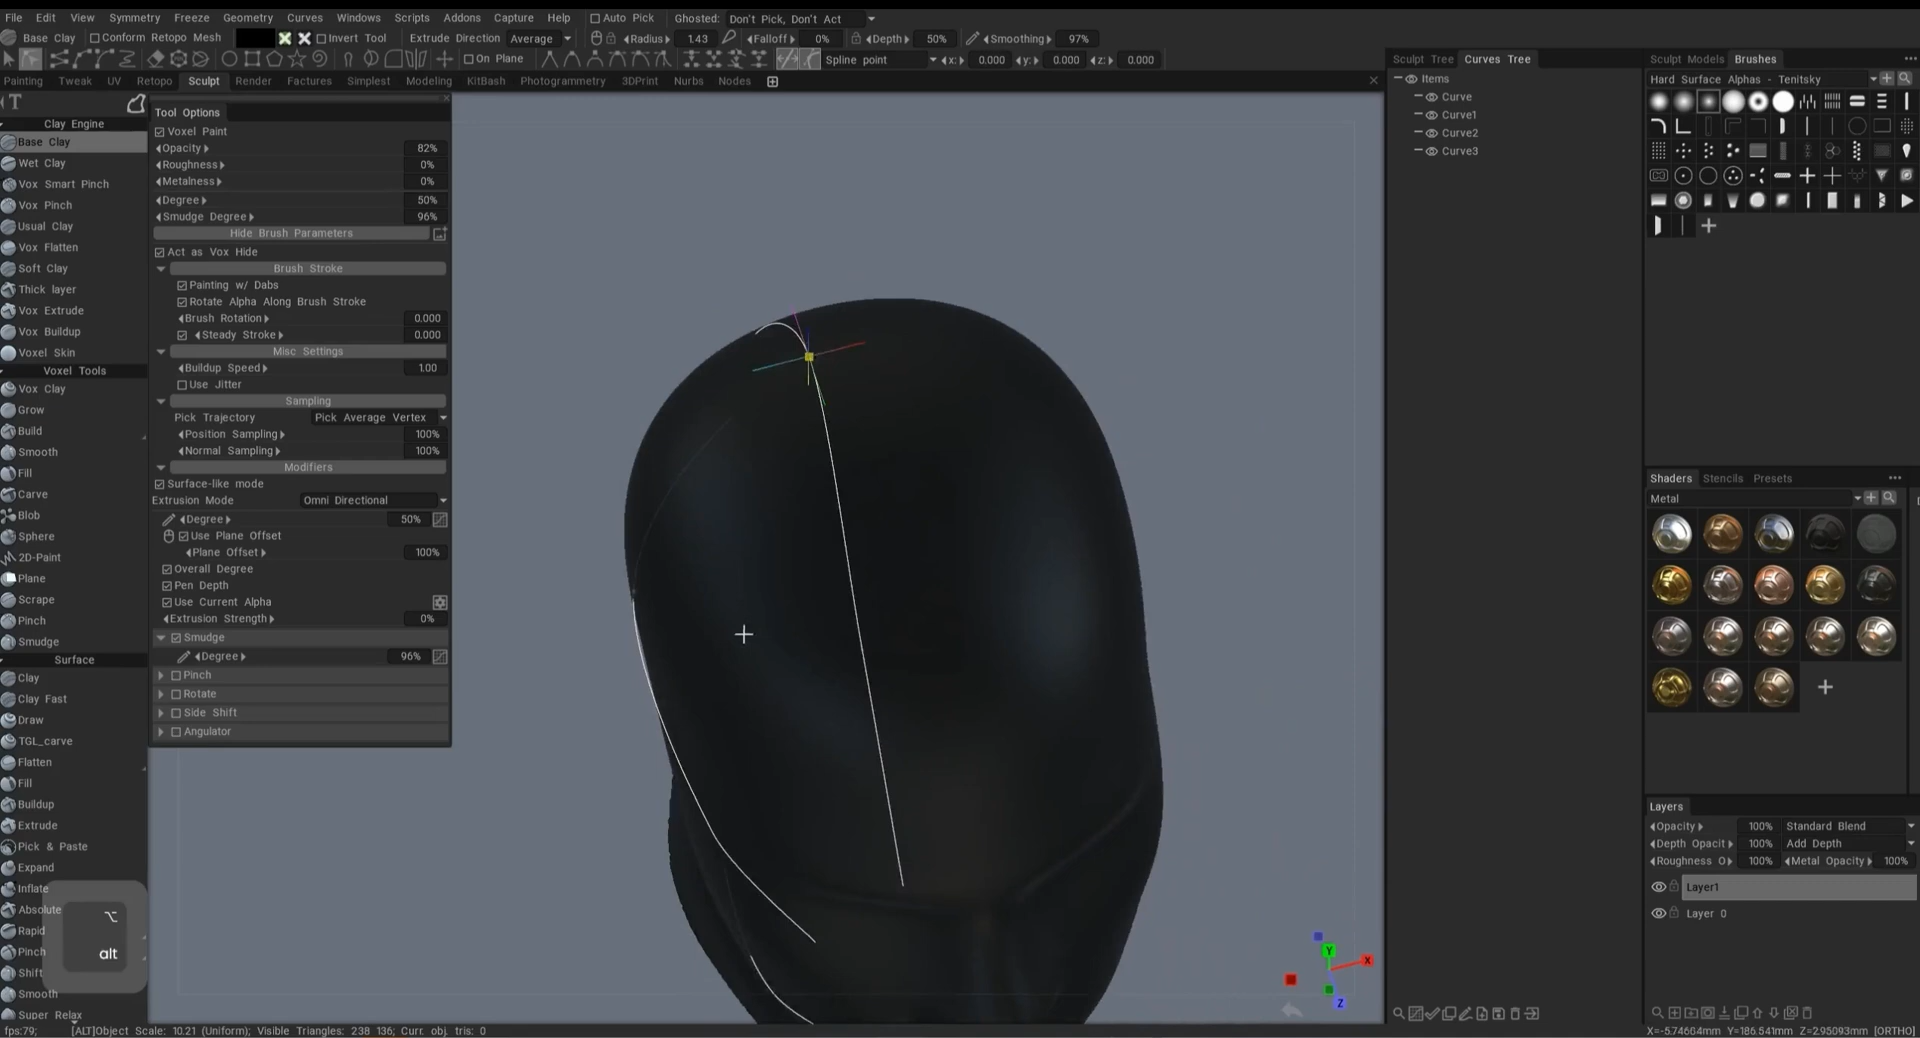 File Edit Views Symmetry Freeze Geometry Curves Windows Scripts Addons Capture Help Auto Pick Ghosted: Don't Pick, Don't Act
Base Clay Conform Retopo Mesh Invert Tool Extrude Direction Average Radius 1.43 Falloff 0% Depth 50% Smoothing 97%
On Plane Spline point x: 0.000 y: 0.000 z: 0.000
Painting Tweak UV Retopo Sculpt Render Factures Simplest Modeling KitBash Photogrammetry 3DPrint Nurbs Nodes
T
Clay Engine
Base Clay
Wet Clay
Vox Smart Pinch
Vox Pinch
Usual Clay
Vox Flatten
Soft Clay
Thick layer
Vox Extrude
Vox Buildup
Voxel Skin
Voxel Tools
Vox Clay
Grow
Build
Smooth
Fill
Carve
Blob
Sphere
2D-Paint
Plane
Scrape
Pinch
Smudge
Surface
Clay
Clay Fast
Draw
TGL_carve
Flatten
Fill
Buildup
Extrude
Pick & Paste
Expand
Inflate
Absolute
Rapid
Pinch
Shift
Smooth
Super Relax
alt
Tool Options
Voxel Paint
Opacity 82%
Roughness 0%
Metalness 0%
Degree 50%
Smudge Degree 96%
Hide Brush Parameters
Act as Vox Hide
Brush Stroke
Painting w/ Dabs
Rotate Alpha Along Brush Stroke
Brush Rotation 0.000
Steady Stroke 0.000
Misc Settings
Buildup Speed 1.00
Use Jitter
Sampling
Pick Trajectory Pick Average Vertex
Position Sampling 100%
Normal Sampling 100%
Modifiers
Surface-like mode
Extrusion Mode Omni Directional
Degree 50%
Use Plane Offset
Plane Offset 100%
Overall Degree
Pen Depth
Use Current Alpha
Extrusion Strength 0%
Smudge
Degree 96%
Pinch
Rotate
Side Shift
Angulator
Y
X
Z
Sculpt Tree Curves Tree
Items
Curve
Curve1
Curve2
Curve3
Sculpt Models Brushes
Hard Surface Alphas - Tenitsky
Shaders Stencils Presets
Metal
Layers
Opacity 100% Standard Blend
Depth Opacit 100% Add Depth
Roughness O 100% Metal Opacity 100%
Layer1
Layer 0
fps:79; [ALT]Object Scale: 10.21 (Uniform); Visible Triangles: 238 136; Curr. obj. tris: 0
X=-5.74664mm Y=186.541mm Z=2.95093mm [ORTHO]